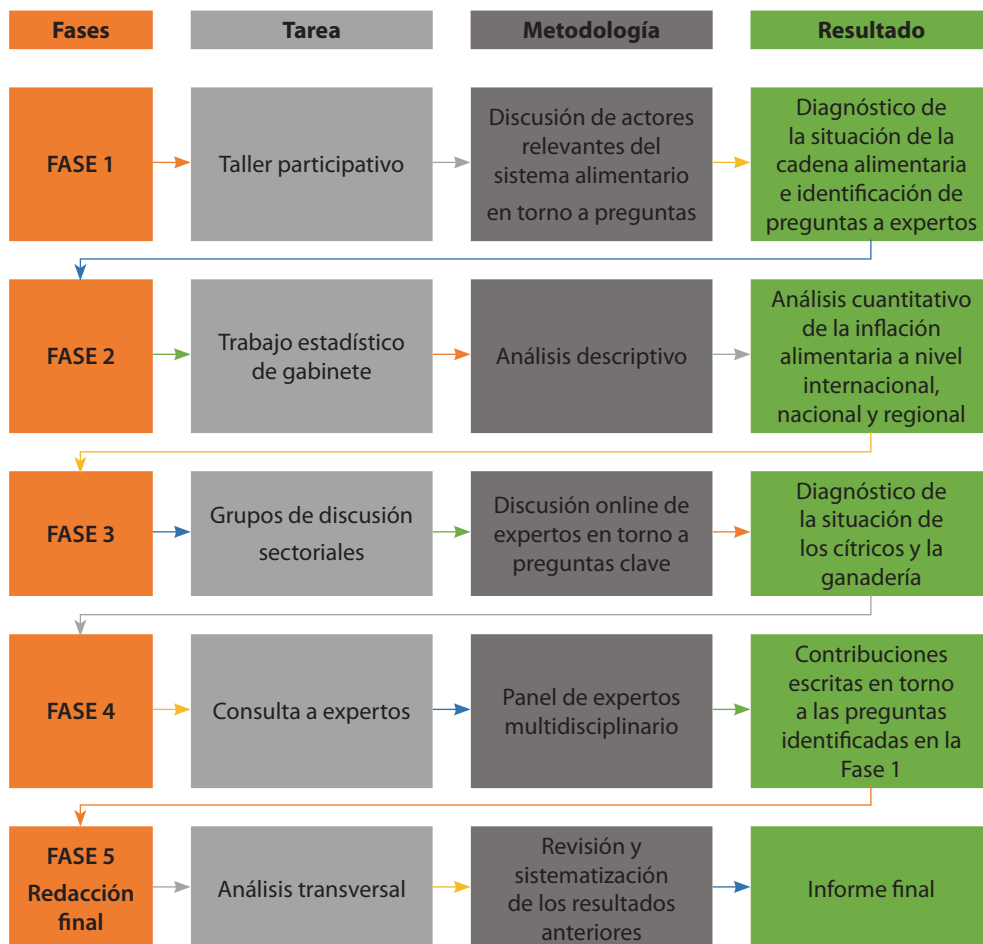 Fases
Tarea
Metodología
Resultado
FASE 1
Taller participativo
Discusión de actores
relevantes del
sistema alimentario
en torno a preguntas
Diagnóstico de
la situación de la
cadena alimentaria
e identificación de
preguntas a expertos
FASE 2
Trabajo estadístico
de gabinete
Análisis descriptivo
Análisis cuantitativo
de la inflación
alimentaria a nivel
internacional,
nacional y regional
FASE 3
Grupos de discusión
sectoriales
Discusión online de
expertos en torno a
preguntas clave
Diagnóstico de
la situación de
los cítricos y la
ganadería
FASE 4
Consulta a expertos
Panel de expertos
multidisciplinario
Contribuciones
escritas en torno
a las preguntas
identificadas en la
Fase 1
FASE 5
Redacción
final
Análisis transversal
Revisión y
sistematización
de los resultados
anteriores
Informe final